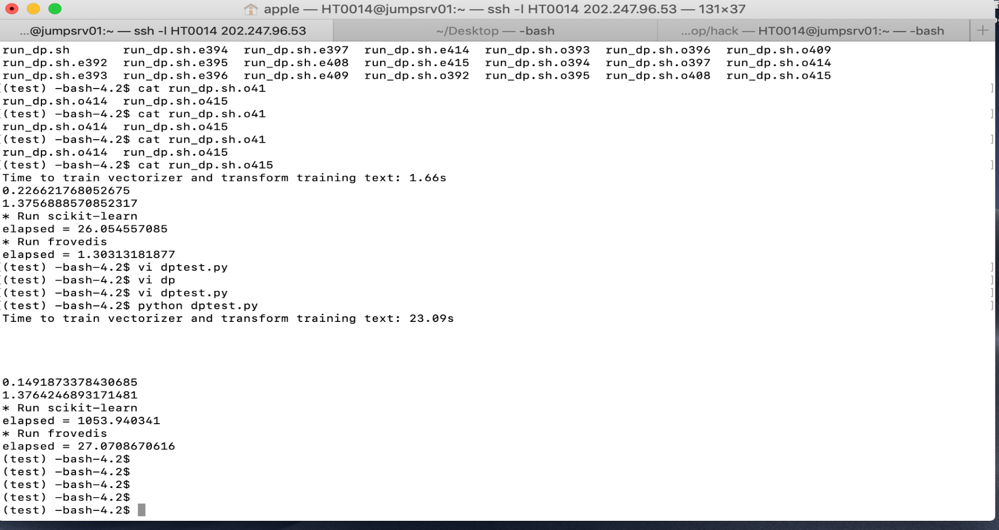 apple — HT0014@jumpsrv01:~ — ssh -l HT0014 202.247.96.53 — 131×37
...@jumpsrv01:~ — ssh -l HT0014 202.247.96.53 ~/Desktop — -bash ...op/hack — HT0014@jumpsrv01:~ — -bash +
run_dp.sh run_dp.sh.e394 run_dp.sh.e397 run_dp.sh.e414 run_dp.sh.o393 run_dp.sh.o396 run_dp.sh.o409
run_dp.sh.e392 run_dp.sh.e395 run_dp.sh.e408 run_dp.sh.e415 run_dp.sh.o394 run_dp.sh.o397 run_dp.sh.o414
run_dp.sh.e393 run_dp.sh.e396 run_dp.sh.e409 run_dp.sh.o392 run_dp.sh.o395 run_dp.sh.o408 run_dp.sh.o415
[(test) -bash-4.2$ cat run_dp.sh.o41 ]
run_dp.sh.o414 run_dp.sh.o415
[(test) -bash-4.2$ cat run_dp.sh.o41 ]
run_dp.sh.o414 run_dp.sh.o415
[(test) -bash-4.2$ cat run_dp.sh.o41 ]
run_dp.sh.o414 run_dp.sh.o415
[(test) -bash-4.2$ cat run_dp.sh.o415 ]
Time to train vectorizer and transform training text: 1.66s
0.226621768052675
1.3756888570852317
* Run scikit-learn
elapsed = 26.054557085
* Run frovedis
elapsed = 1.30313181877
[(test) -bash-4.2$ vi dptest.py ]
[(test) -bash-4.2$ vi dp ]
[(test) -bash-4.2$ vi dptest.py ]
[(test) -bash-4.2$ python dptest.py ]
Time to train vectorizer and transform training text: 23.09s
0.1491873378430685
1.3764246893171481
* Run scikit-learn
elapsed = 1053.940341
* Run frovedis
elapsed = 27.0708670616
(test) -bash-4.2$
(test) -bash-4.2$
(test) -bash-4.2$
(test) -bash-4.2$
(test) -bash-4.2$